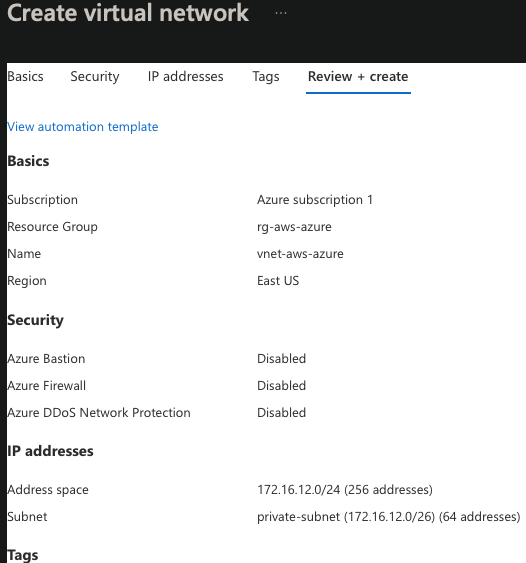 Create virtual network ...
Basics Security IP addresses Tags Review + create
View automation template
Basics
Subscription Azure subscription 1
Resource Group rg-aws-azure
Name vnet-aws-azure
Region East US
Security
Azure Bastion Disabled
Azure Firewall Disabled
Azure DDoS Network Protection Disabled
IP addresses
Address space 172.16.12.0/24 (256 addresses)
Subnet private-subnet (172.16.12.0/26) (64 addresses)
Tags